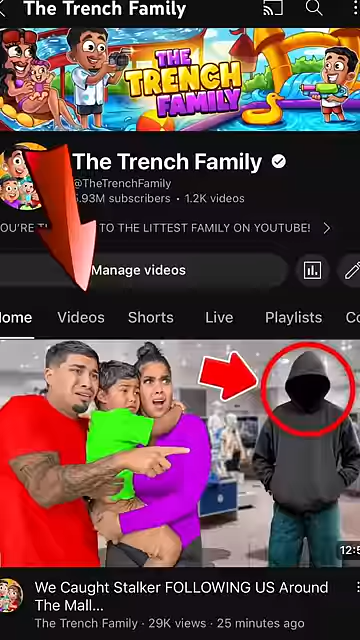 The Trench Family
THE
TRENCH
FAMILY
The Trench Family
@TheTrenchFamily
5.93M subscribers • 1.2K videos
TO THE LITTEST FAMILY ON YOUTUBE!
Manage videos
Home Videos Shorts Live Playlists
We Caught Stalker FOLLOWING US Around
The Mall...
The Trench Family · 29K views · 25 minutes ago